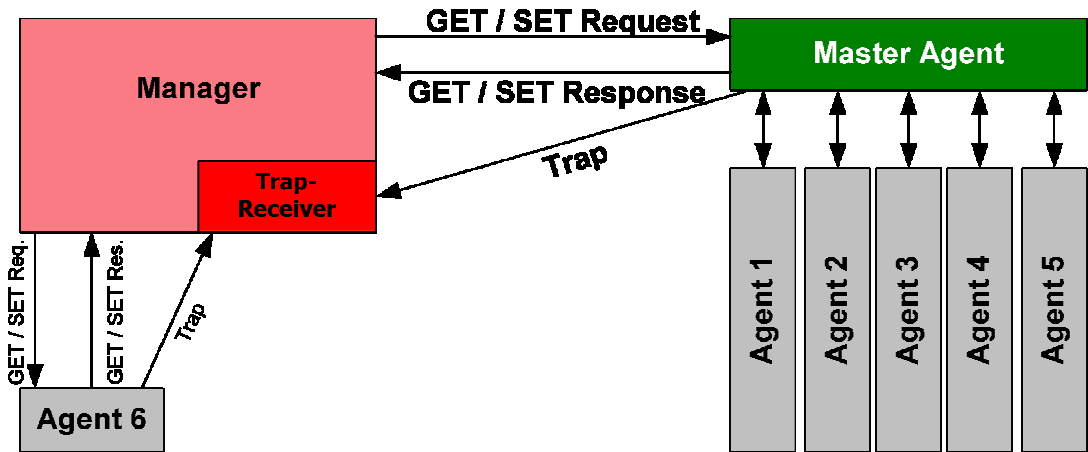 GET / SET Request
Master Agent
Manager
GET / SET Response
Trap
Trap-
Receiver
GET / SET Req.
GET / SET Res.
Trap
Agent 6
Agent 1
Agent 2
Agent 3
Agent 4
Agent 5